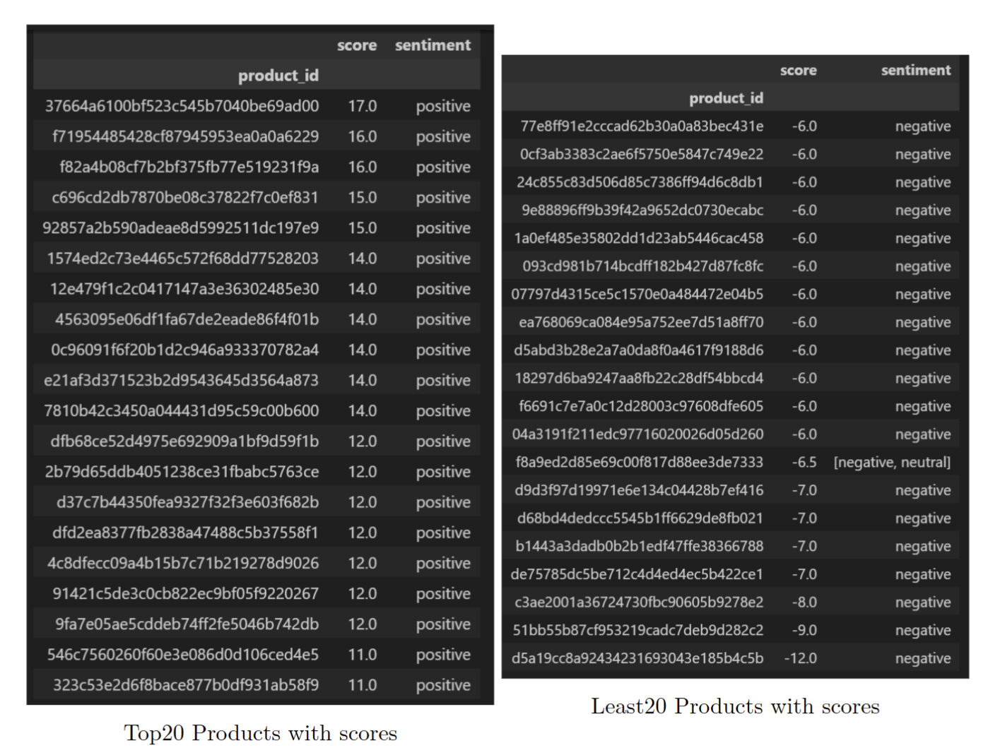 score sentiment
product_id
37664a6100bf523c545b7040be69ad00 17.0 positive
f71954485428cf87945953ea0a0a6229 16.0 positive
f82a4b08cf7b2bf375fb77e519231f9a 16.0 positive
c696cd2db7870be08c37822f7c0ef831 15.0 positive
92857a2b590adeae8d5992511dc197e9 15.0 positive
1574ed2c73e4465c572f68dd77528203 14.0 positive
12e479f1c2c0417147a3e36302485e30 14.0 positive
4563095e06df1fa67de2eade86f4f01b 14.0 positive
0c96091f6f20b1d2c946a933370782a4 14.0 positive
e21af3d371523b2d9543645d3564a873 14.0 positive
7810b42c3450a044431d95c59c00b600 14.0 positive
dfb68ce52d4975e692909a1bf9d59f1b 12.0 positive
2b79d65ddb4051238ce31fbabc5763ce 12.0 positive
d37c7b44350fea9327f32f3e603f682b 12.0 positive
dfd2ea8377fb2838a47488c5b37558f1 12.0 positive
4c8dfecc09a4b15b7c71b219278d9026 12.0 positive
91421c5de3c0cb822ec9bf05f9220267 12.0 positive
9fa7e05ae5cddeb74ff2fe5046b742db 12.0 positive
546c7560260f60e3e086d0d106ced4e5 11.0 positive
323c53e2d6f8bace877b0df931ab58f9 11.0 positive
Top20 Products with scores
score sentiment
product_id
77e8ff91e2cccad62b30a0a83bec431e -6.0 negative
0cf3ab3383c2ae6f5750e5847c749e22 -6.0 negative
24c855c83d506d85c7386ff94d6c8db1 -6.0 negative
9e88896ff9b39f42a9652dc0730ecabc -6.0 negative
1a0ef485e35802dd1d23ab5446cac458 -6.0 negative
093cd981b714bcdff182b427d87fc8fc -6.0 negative
07797d4315ce5c1570e0a484472e04b5 -6.0 negative
ea768069ca084e95a752ee7d51a8ff70 -6.0 negative
d5abd3b28e2a7a0da8f0a4617f9188d6 -6.0 negative
18297d6ba9247aa8fb22c28df54bbcd4 -6.0 negative
f6691c7e7a0c12d28003c97608dfe605 -6.0 negative
04a3191f211edc97716020026d05d260 -6.0 negative
f8a9ed2d85e69c00f817d88ee3de7333 -6.5 [negative, neutral]
d9d3f97d19971e6e134c04428b7ef416 -7.0 negative
d68bd4dedccc5545b1ff6629de8fb021 -7.0 negative
b1443a3dadb0b2b1edf47ffe38366788 -7.0 negative
de75785dc5be712c4d4ed4ec5b422ce1 -7.0 negative
c3ae2001a36724730fbc90605b9278e2 -8.0 negative
51bb55b87cf953219cadc7deb9d282c2 -9.0 negative
d5a19cc8a92434231693043e185b4c5b -12.0 negative
Least20 Products with scores